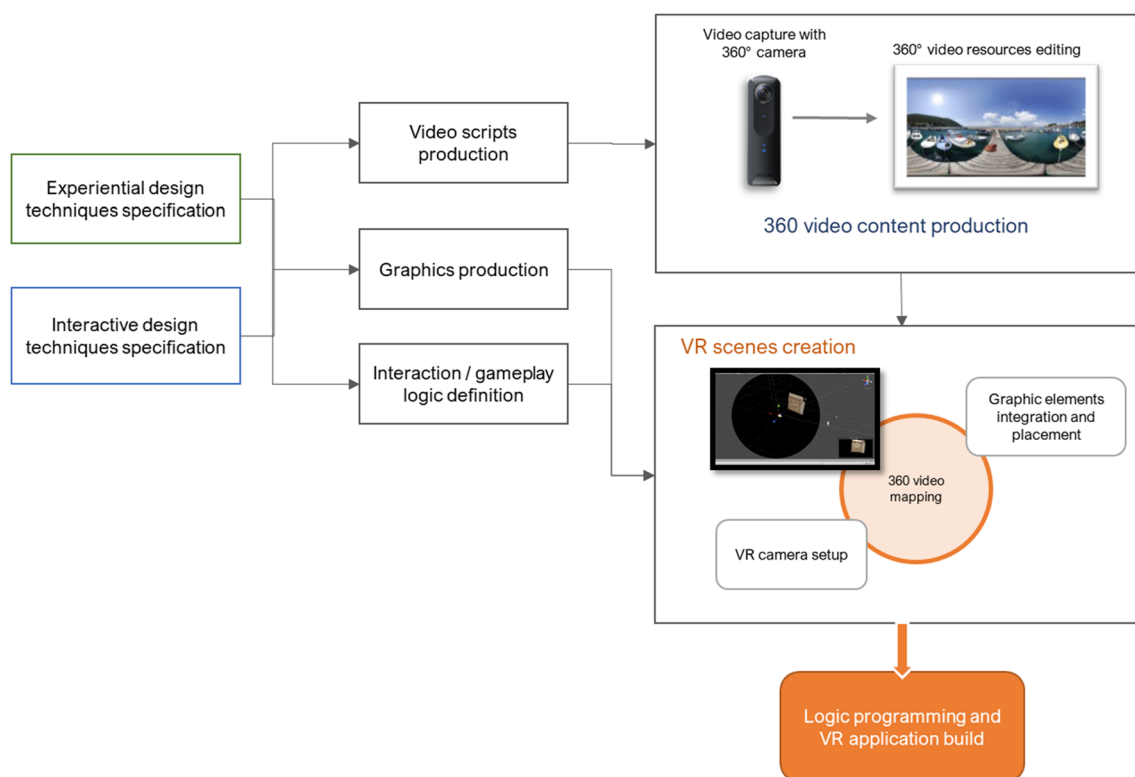 Experiential design
techniques specification
Interactive design
techniques specification
Video scripts
production
Graphics production
Interaction / gameplay
logic definition
Video capture with
360° camera
360° video resources editing
360 video content production
VR scenes creation
Graphic elements
integration and
placement
360 video
mapping
VR camera setup
Logic programming and
VR application build